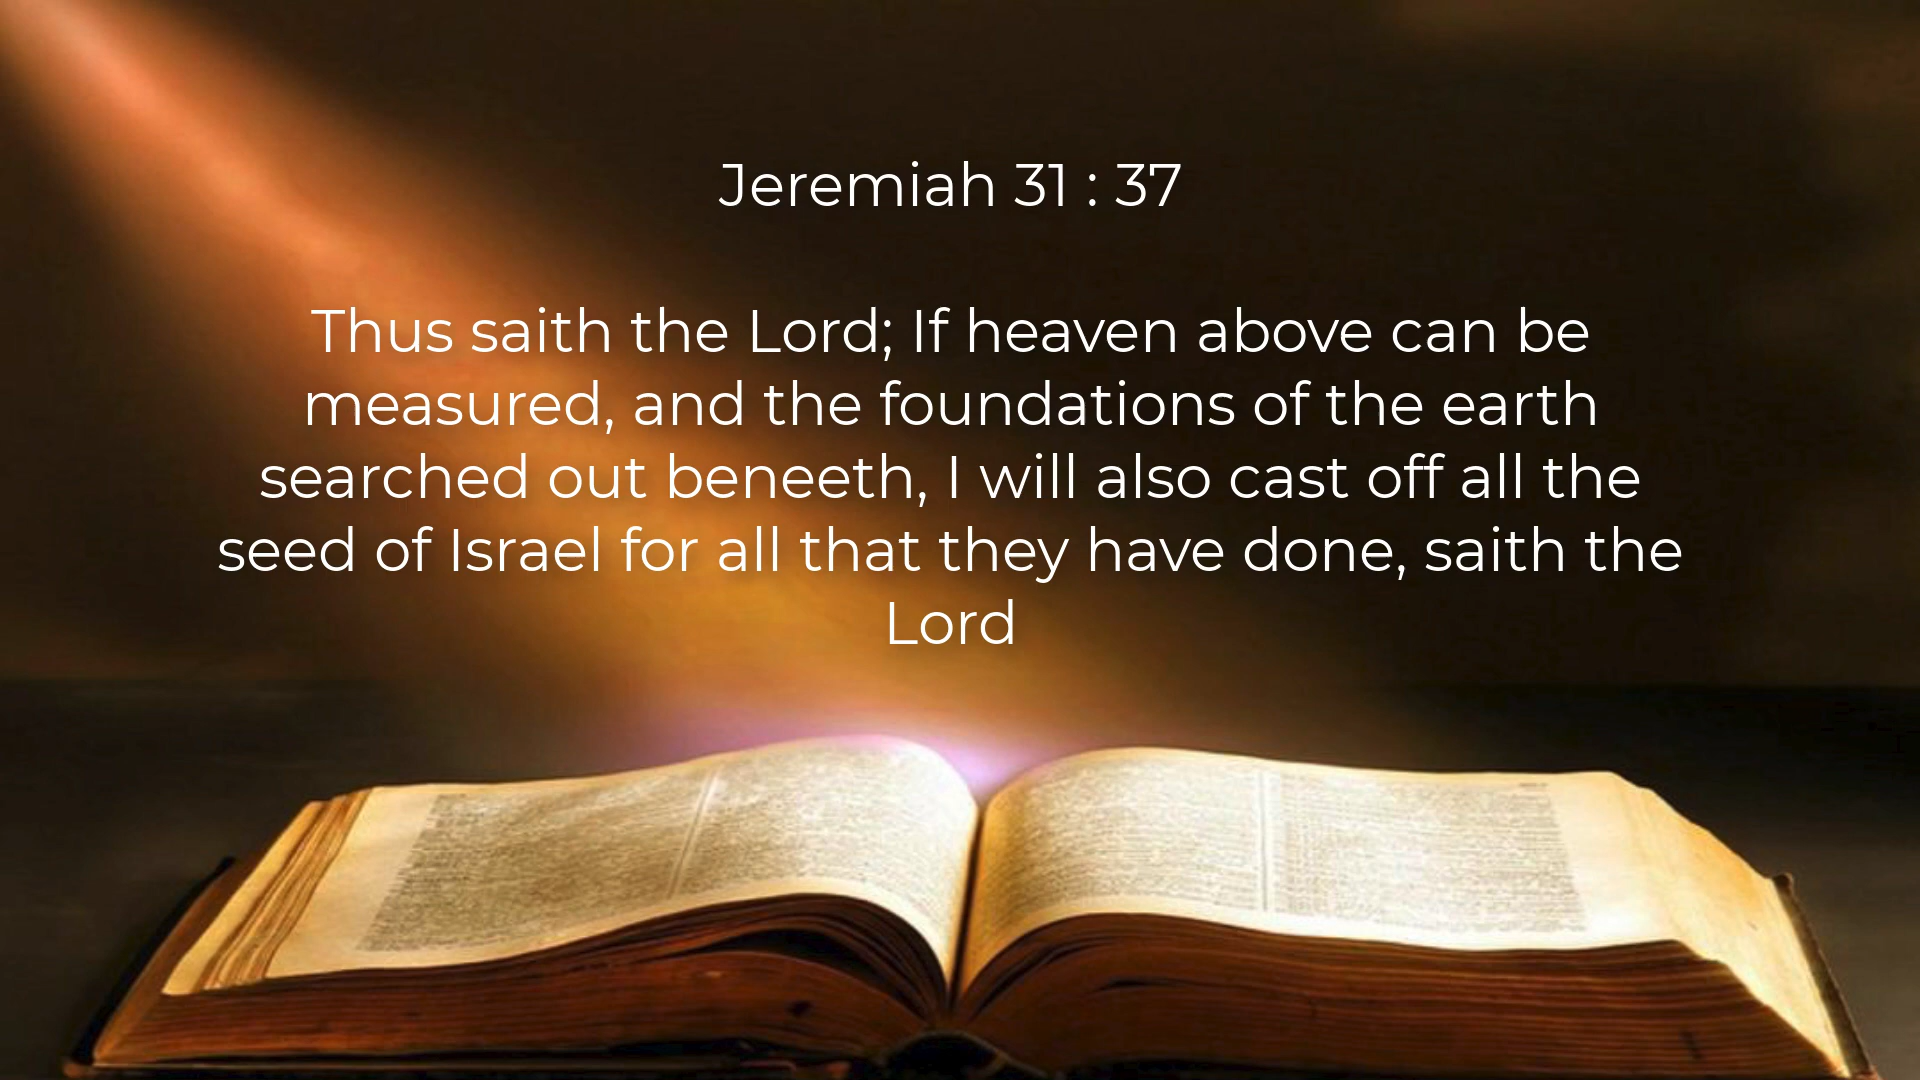 Jeremiah 31 : 37
Thus saith the Lord; If heaven above can be
measured, and the foundations of the earth
searched out beneeth, I will also cast off all the
seed of Israel for all that they have done, saith the
Lord